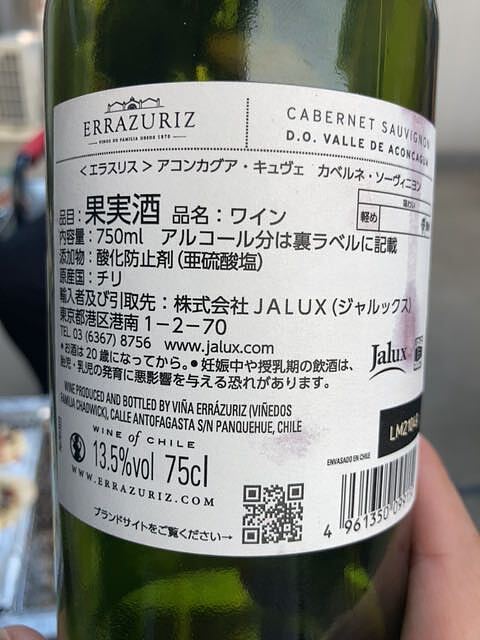 ERRAZURIZ
VINOS DE FAMILIA DESDE 1870
CABERNET SAUVIGNON
D.O. VALLE DE ACONCAGUA
<エラスリス> アコンカグア・キュヴェ カベルネ・ソーヴィニヨン
味わい
軽め
品目:果実酒 品名:ワイン
内容量:750ml アルコール分は裏ラベルに記載
添加物:酸化防止剤(亜硫酸塩)
原産国:チリ
輸入者及び引取先:株式会社JALUX(ジャルックス)
東京都港区港南1-2-70
TEL 03 (6367) 8756 www.jalux.com
●お酒は20歳になってから。●妊娠中や授乳期の飲酒は、
胎児・乳児の発育に悪影響を与える恐れがあります。
Jalux
WINE PRODUCED AND BOTTLED BY VIÑA ERRÁZURIZ (VIÑEDOS
FAMILIA CHADWICK), CALLE ANTOFAGASTA S/N PANQUEHUE, CHILE
WINE OF CHILE
13.5%vol 75cl
WWW.ERRAZURIZ.COM
ENVASADO EN CHILE
ブランドサイトをご覧ください→
4 961350